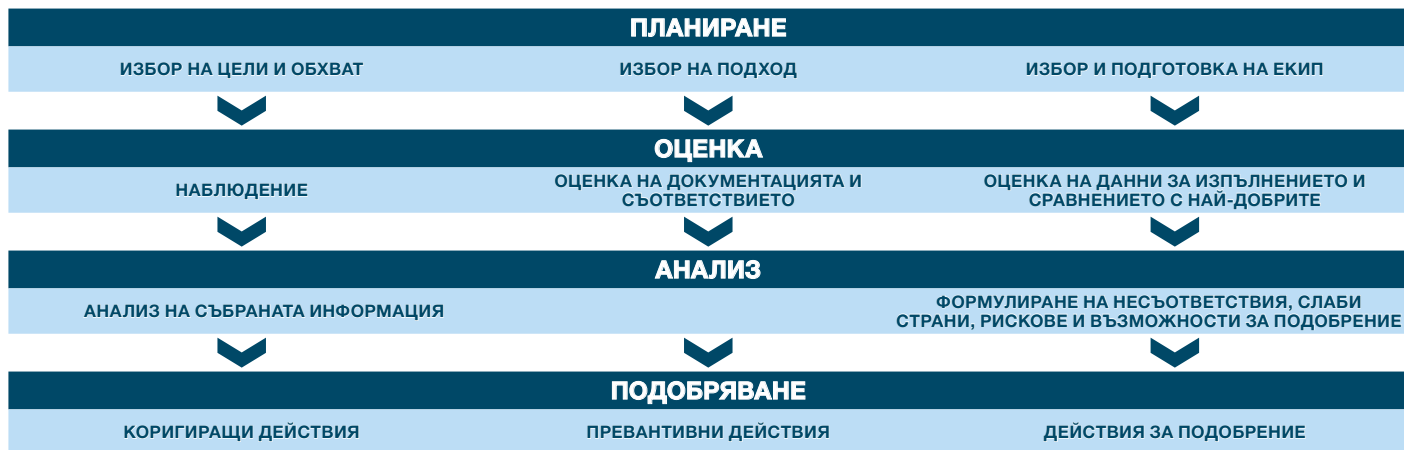 ПЛАНИРАНЕ
ИЗБОР НА ЦЕЛИ И ОБХВАТ
ИЗБОР НА ПОДХОД
ИЗБОР И ПОДГОТОВКА НА ЕКИП
ОЦЕНКА
НАБЛЮДЕНИЕ
ОЦЕНКА НА ДОКУМЕНТАЦИЯТА И
СЪОТВЕТСТВИЕТО
ОЦЕНКА НА ДАННИ ЗА ИЗПЪЛНЕНИЕТО И
СРАВНЕНИЕТО С НАЙ-ДОБРИТЕ
АНАЛИЗ
АНАЛИЗ НА СЪБРАНАТА ИНФОРМАЦИЯ
ФОРМУЛИРАНЕ НА НЕСЪОТВЕТСТВИЯ, СЛАБИ
СТРАНИ, РИСКОВЕ И ВЪЗМОЖНОСТИ ЗА ПОДОБРЕНИЕ
ПОДОБРЯВАНЕ
КОРИГИРАЩИ ДЕЙСТВИЯ
ПРЕВАНТИВНИ ДЕЙСТВИЯ
ДЕЙСТВИЯ ЗА ПОДОБРЕНИЕ